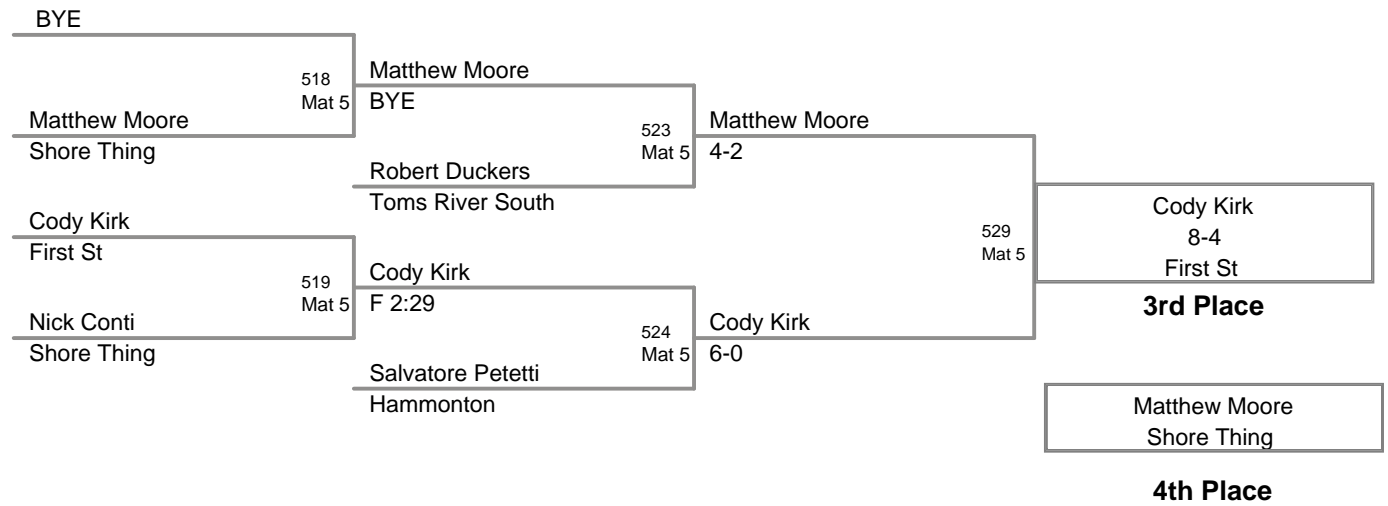 BYE
518
Mat 5
Matthew Moore
Shore Thing
Matthew Moore
BYE
523
Mat 5
Robert Duckers
Toms River South
Matthew Moore
4-2
Cody Kirk
First St
519
Mat 5
Nick Conti
Shore Thing
Cody Kirk
F 2:29
524
Mat 5
Salvatore Petetti
Hammonton
Cody Kirk
6-0
529
Mat 5
Cody Kirk
8-4
First St
3rd Place
Matthew Moore
Shore Thing
4th Place